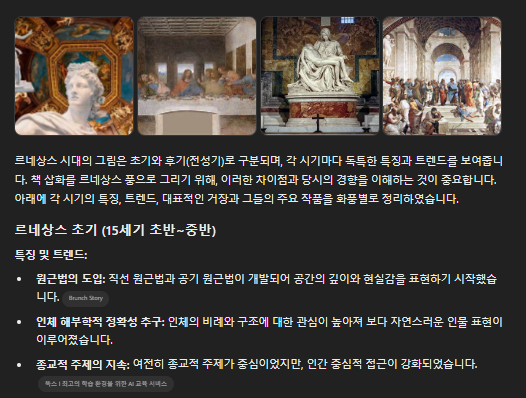 르네상스 시대의 그림은 초기와 후기(전성기)로 구분되며, 각 시기마다 독특한 특징과 트렌드를 보여줍니
다. 책 삽화를 르네상스 풍으로 그리기 위해, 이러한 차이점과 당시의 경향을 이해하는 것이 중요합니다.
아래에 각 시기의 특징, 트렌드, 대표적인 거장과 그들의 주요 작품을 화풍별로 정리하였습니다.
르네상스 초기 (15세기 초반~중반)
특징 및 트렌드:
• 원근법의 도입: 직선 원근법과 공기 원근법이 개발되어 공간의 깊이와 현실감을 표현하기 시작했습
니다. Brunch Story
• 인체 해부학적 정확성 추구: 인체의 비례와 구조에 대한 관심이 높아져 보다 자연스러운 인물 표현이
이루어졌습니다.
• 종교적 주제의 지속: 여전히 종교적 주제가 중심이었지만, 인간 중심적 접근이 강화되었습니다.
똑스 | 최고의 학습 환경을 위한 AI 교육 서비스